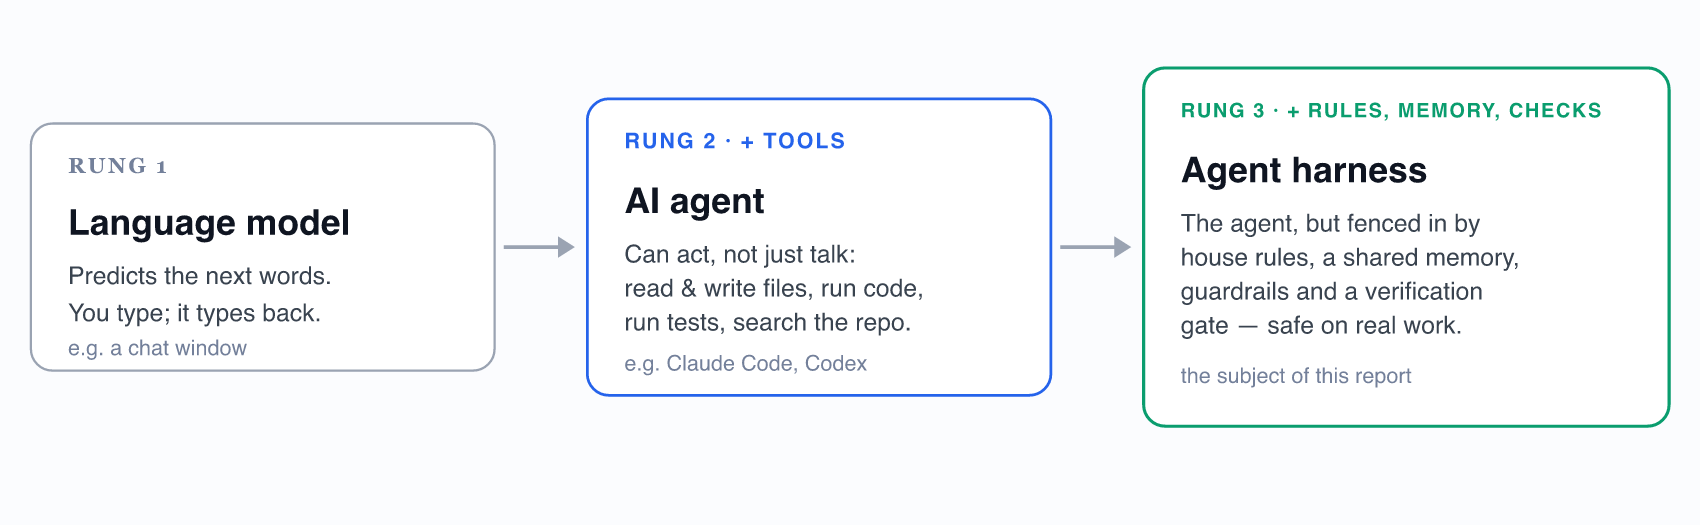 RUNG 1
Language model
Predicts the next words.
You type; it types back.
e.g. a chat window
RUNG 2 · + TOOLS
AI agent
Can act, not just talk:
read & write files, run code,
run tests, search the repo.
e.g. Claude Code, Codex
RUNG 3 · + RULES, MEMORY, CHECKS
Agent harness
The agent, but fenced in by
house rules, a shared memory,
guardrails and a verification
gate — safe on real work.
the subject of this report